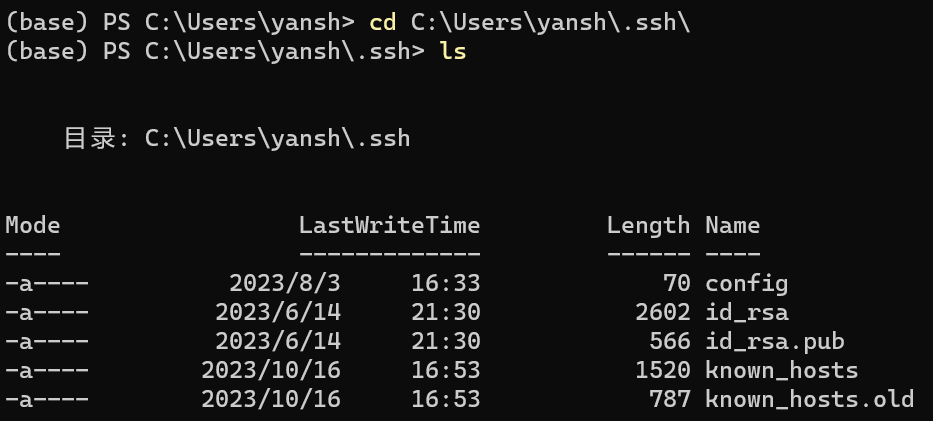 (base) PS C:\Users\yansh> cd C:\Users\yansh\.ssh\
(base) PS C:\Users\yansh\.ssh> ls
目录: C:\Users\yansh\.ssh
Mode                 LastWriteTime         Length Name
----                 -------------         ------ ----
-a----          2023/8/3     16:33             70 config
-a----         2023/6/14     21:30           2602 id_rsa
-a----         2023/6/14     21:30            566 id_rsa.pub
-a----        2023/10/16     16:53           1520 known_hosts
-a----        2023/10/16     16:53            787 known_hosts.old